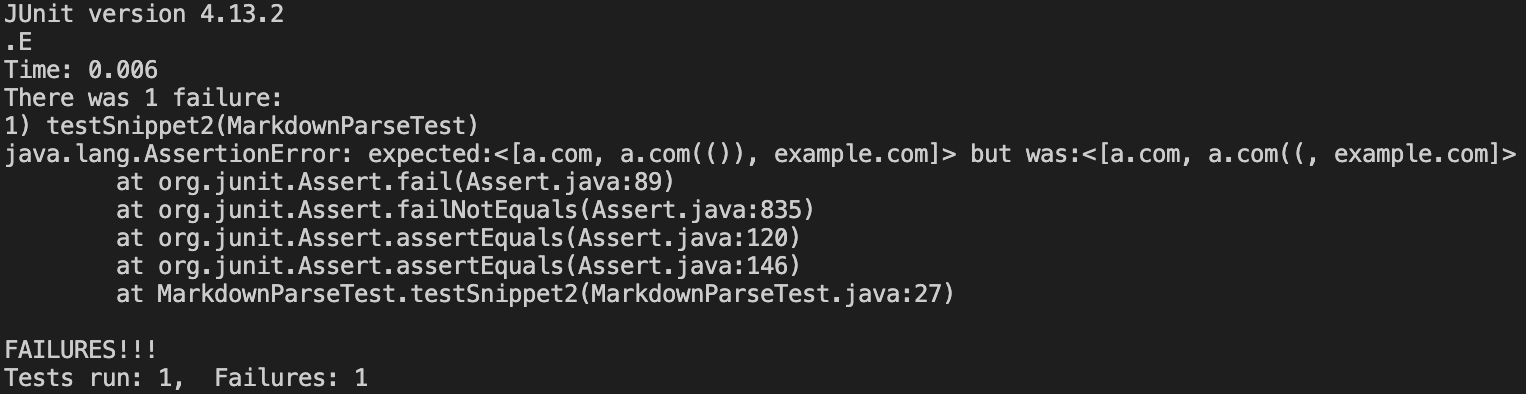 JUnit version 4.13.2
.E
Time: 0.006
There was 1 failure:
1) testSnippet2(MarkdownParseTest)
java.lang.AssertionError: expected:<[a.com, a.com(()), example.com]> but was:<[a.com, a.com((, example.com]>
        at org.junit.Assert.fail(Assert.java:89)
        at org.junit.Assert.failNotEquals(Assert.java:835)
        at org.junit.Assert.assertEquals(Assert.java:120)
        at org.junit.Assert.assertEquals(Assert.java:146)
        at MarkdownParseTest.testSnippet2(MarkdownParseTest.java:27)

FAILURES!!!
Tests run: 1,  Failures: 1